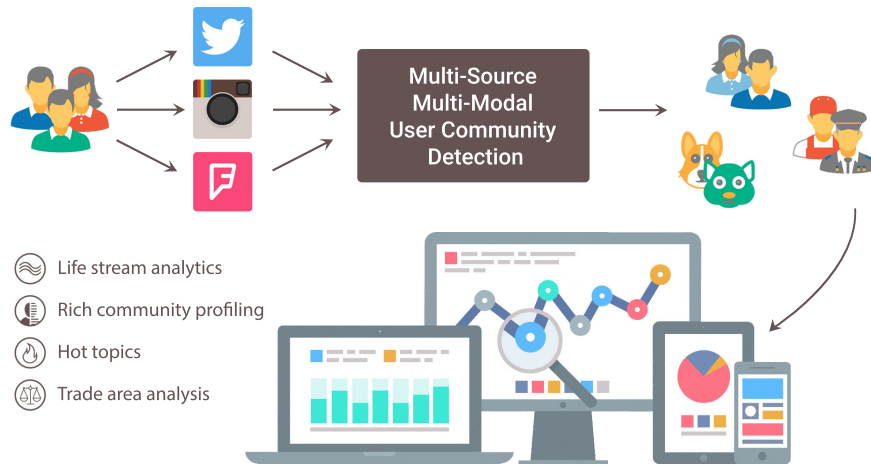 Multi-Source
Multi-Modal
User Community
Detection
Life stream analytics
Rich community profiling
Hot topics
Trade area analysis